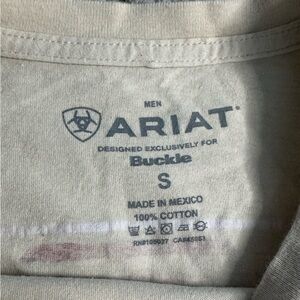 MEN
ARIAT
DESIGNED EXCLUSIVELY FOR
Buckle
S
MADE IN MEXICO
100% COTTON